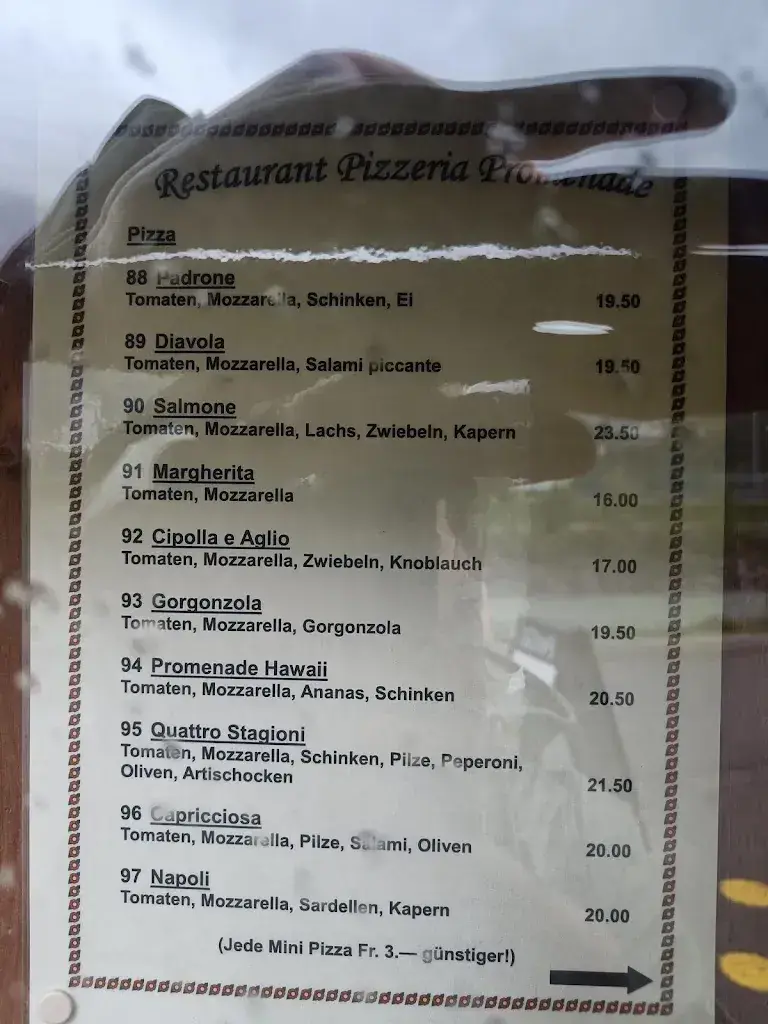 Restaurant Pizzeria Promenade
Pizza
88 Padrone
Tomaten, Mozzarella, Schinken, Ei 19.50
89 Diavola
Tomaten, Mozzarella, Salami piccante 19.50
90 Salmone
Tomaten, Mozzarella, Lachs, Zwiebeln, Kapern 23.50
91 Margherita
Tomaten, Mozzarella 16.00
92 Cipolla e Aglio
Tomaten, Mozzarella, Zwiebeln, Knoblauch 17.00
93 Gorgonzola
Tomaten, Mozzarella, Gorgonzola 19.50
94 Promenade Hawaii
Tomaten, Mozzarella, Ananas, Schinken 20.50
95 Quattro Stagioni
Tomaten, Mozzarella, Schinken, Pilze, Peperoni,
Oliven, Artischocken 21.50
96 Capricciosa
Tomaten, Mozzarella, Pilze, Salami, Oliven 20.00
97 Napoli
Tomaten, Mozzarella, Sardellen, Kapern 20.00
(Jede Mini Pizza Fr. 3.— günstiger!)